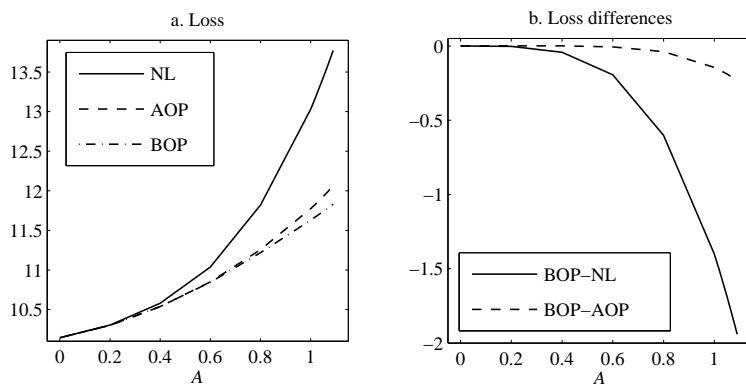 a. Loss
13.5
13
12.5
12
11.5
11
10.5
NL
AOP
BOP
0 0.2 0.4 0.6 0.8 1
A
b. Loss differences
0
−0.5
−1
−1.5
−2
BOP−NL
BOP−AOP
0 0.2 0.4 0.6 0.8 1
A